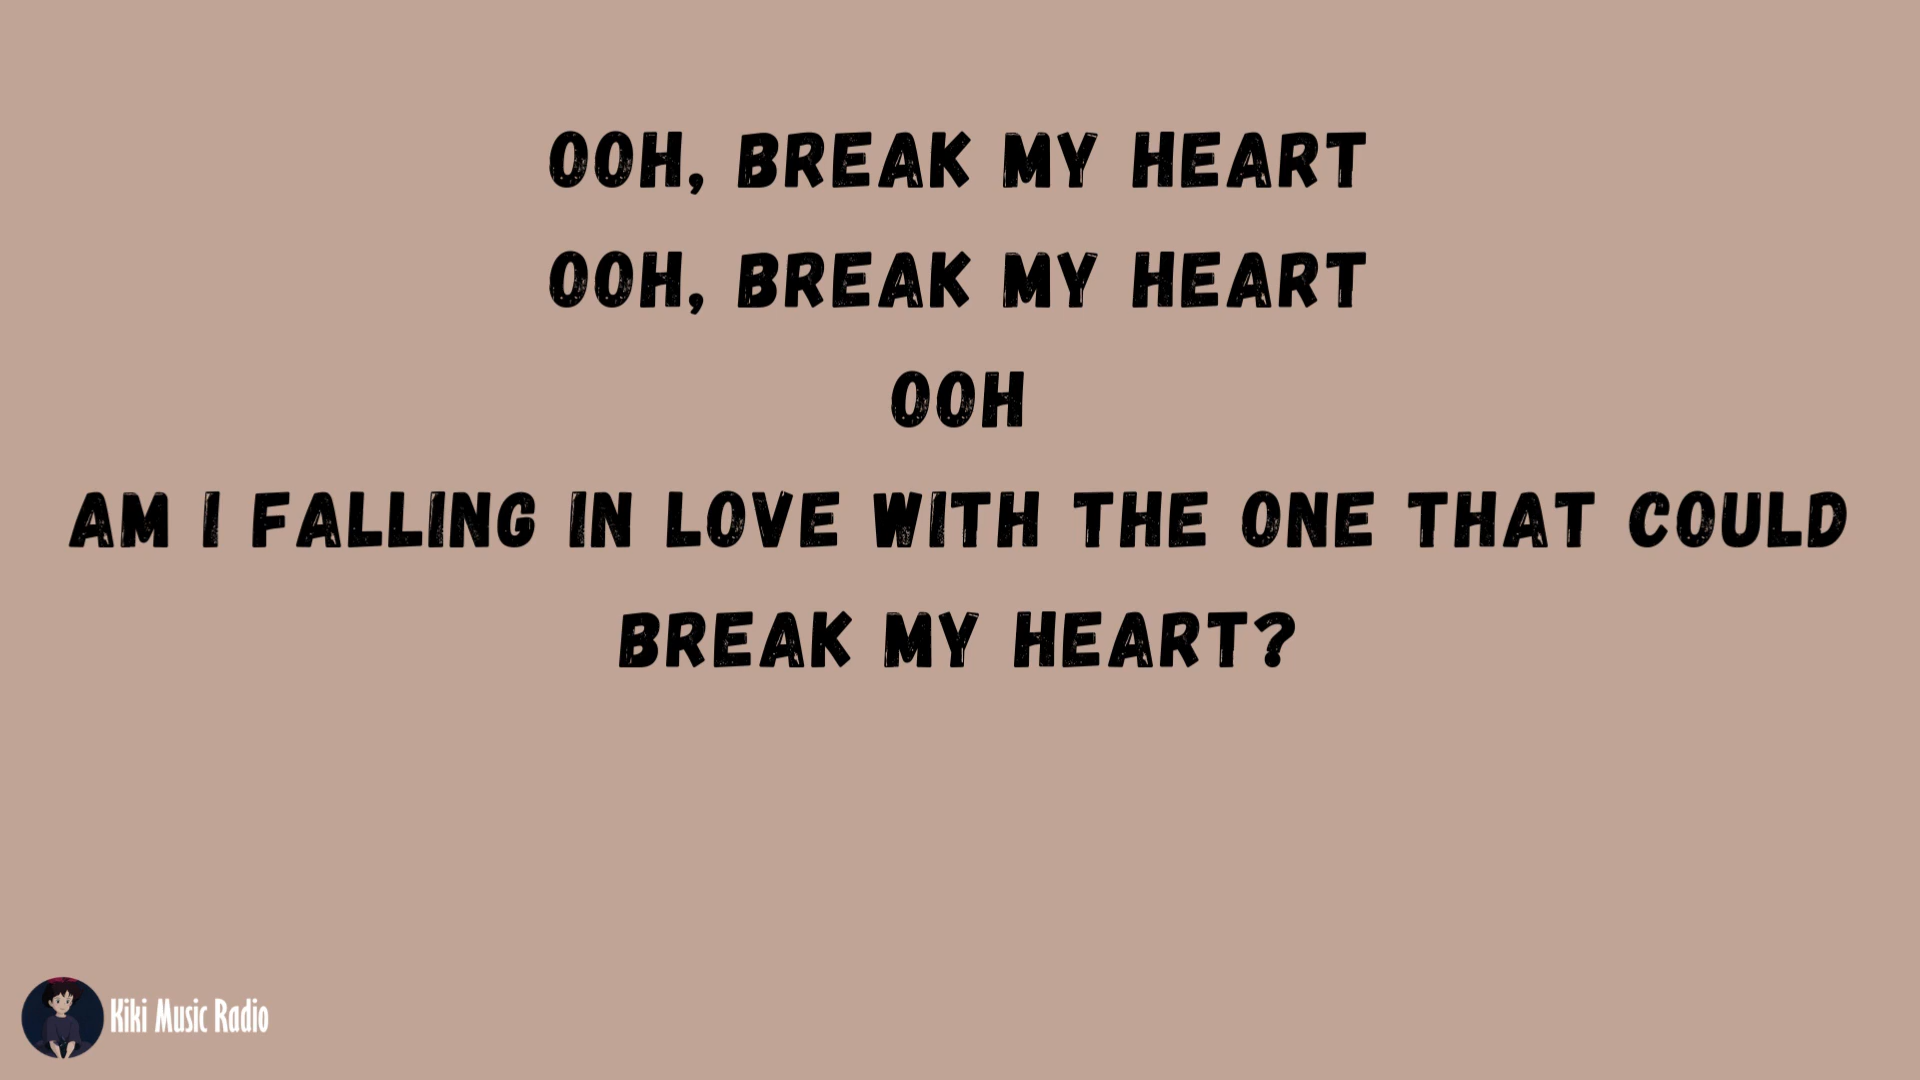 OOH, BREAK MY HEART
OOH, BREAK MY HEART
OOH
AM I FALLING IN LOVE WITH THE ONE THAT COULD
BREAK MY HEART?
Kiki Music Radio